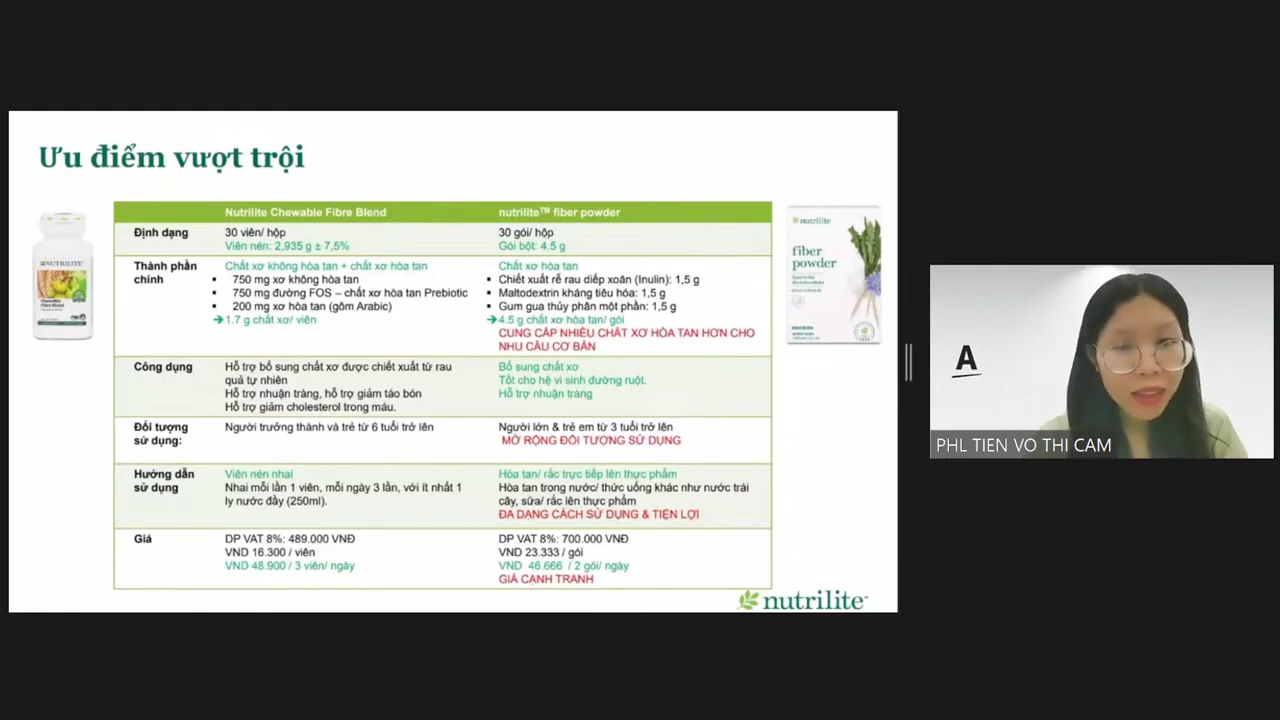 Ưu điểm vượt trội
Nutrilite Chewable Fibre Blend
nutrilite™ fiber powder
Định dạng
30 viên/ hộp
Viên nén: 2,935 g ± 7,5%
30 gói/ hộp
Gói bột: 4.5 g
Thành phần
chính
Chất xơ không hòa tan + chất xơ hòa tan
▪ 750 mg xơ không hòa tan
▪ 750 mg đường FOS – chất xơ hòa tan Prebiotic
▪ 200 mg xơ hòa tan (gôm Arabic)
➔ 1.7 g chất xơ/ viên
Chất xơ hòa tan
▪ Chiết xuất rễ rau diếp xoăn (Inulin): 1,5 g
▪ Maltodextrin kháng tiêu hóa: 1,5 g
▪ Gum gua thủy phân một phần: 1,5 g
➔ 4.5 g chất xơ hòa tan/ gói
CUNG CẤP NHIỀU CHẤT XƠ HÒA TAN HƠN CHO
NHU CẦU CƠ BẢN
Công dụng
Hỗ trợ bổ sung chất xơ được chiết xuất từ rau
quả tự nhiên
Hỗ trợ nhuận tràng, hỗ trợ giảm táo bón
Hỗ trợ giảm cholesterol trong máu.
Bổ sung chất xơ
Tốt cho hệ vi sinh đường ruột.
Hỗ trợ nhuận tràng
Đối tượng
sử dụng:
Người trưởng thành và trẻ từ 6 tuổi trở lên
Người lớn & trẻ em từ 3 tuổi trở lên
MỞ RỘNG ĐỐI TƯỢNG SỬ DỤNG
Hướng dẫn
sử dụng
Viên nén nhai
Nhai mỗi lần 1 viên, mỗi ngày 3 lần, với ít nhất 1
ly nước đầy (250ml).
Hòa tan/ rắc trực tiếp lên thực phẩm
Hòa tan trong nước/ thức uống khác như nước trái
cây, sữa/ rắc lên thực phẩm
ĐA DẠNG CÁCH SỬ DỤNG & TIỆN LỢI
Giá
DP VAT 8%: 489.000 VNĐ
VND 16.300 / viên
VND 48.900 / 3 viên/ ngày
DP VAT 8%: 700.000 VNĐ
VND 23.333 / gói
VND 46.666 / 2 gói/ ngày
GIÁ CẠNH TRANH
NUTRILITE
Chewable
Fibre Blend
nutrilite
fiber
powder
nutrilite™
A
PHL TIEN VO THI CAM